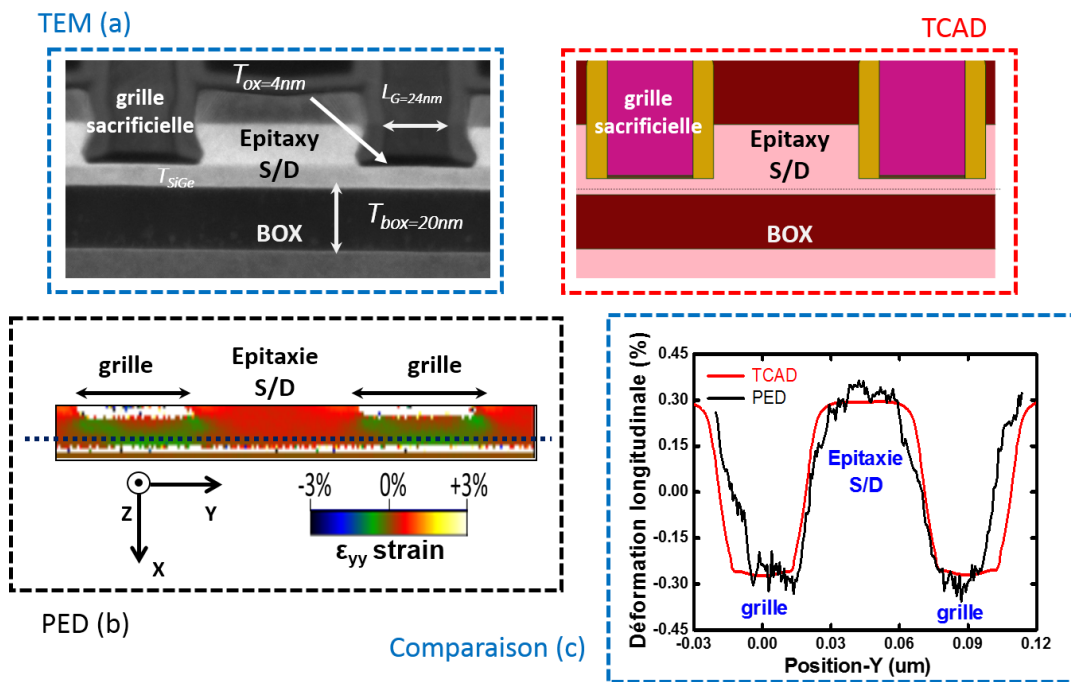 TEM (a)
TCAD
grille
sacrificielle
Tox=4nm
LG=24nm
Epitaxy
S/D
TSiGe
Tbox=20nm
BOX
grille
sacrificielle
Epitaxy
S/D
BOX
grille
Epitaxie
S/D
grille
Z
Y
X
-3% 0% +3%
εyy strain
PED (b)
Déformation longitudinale (%)
0.45
0.30
0.15
0.00
-0.15
-0.30
-0.45
TCAD
PED
Epitaxie
S/D
grille
grille
-0.03 0.00 0.03 0.06 0.09 0.12
Position-Y (um)
Comparaison (c)